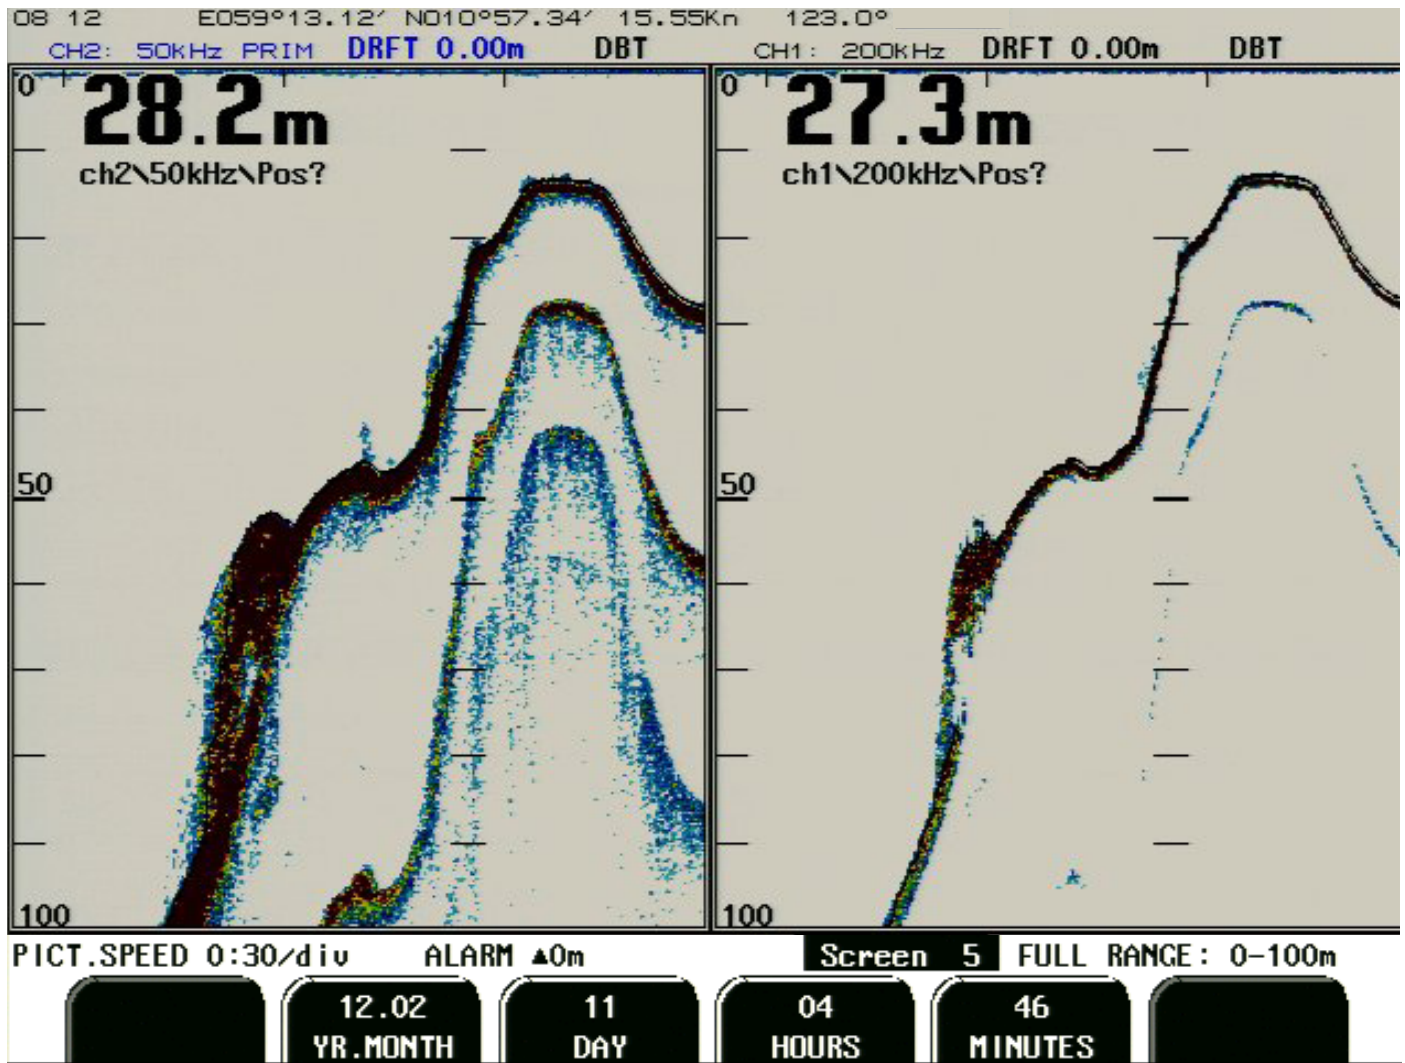 08 12 E059°13.12′ N010°57.34′ 15.55Kn 123.0°
CH2: 50kHz PRIM DRFT 0.00m DBT CH1: 200kHz DRFT 0.00m DBT
0 28.2m
ch2\50kHz\Pos?
50
100
0 27.3m
ch1\200kHz\Pos?
50
100
PICT.SPEED 0:30/div ALARM ▲0m Screen 5 FULL RANGE: 0-100m
12.02 11 04 46
YR.MONTH DAY HOURS MINUTES